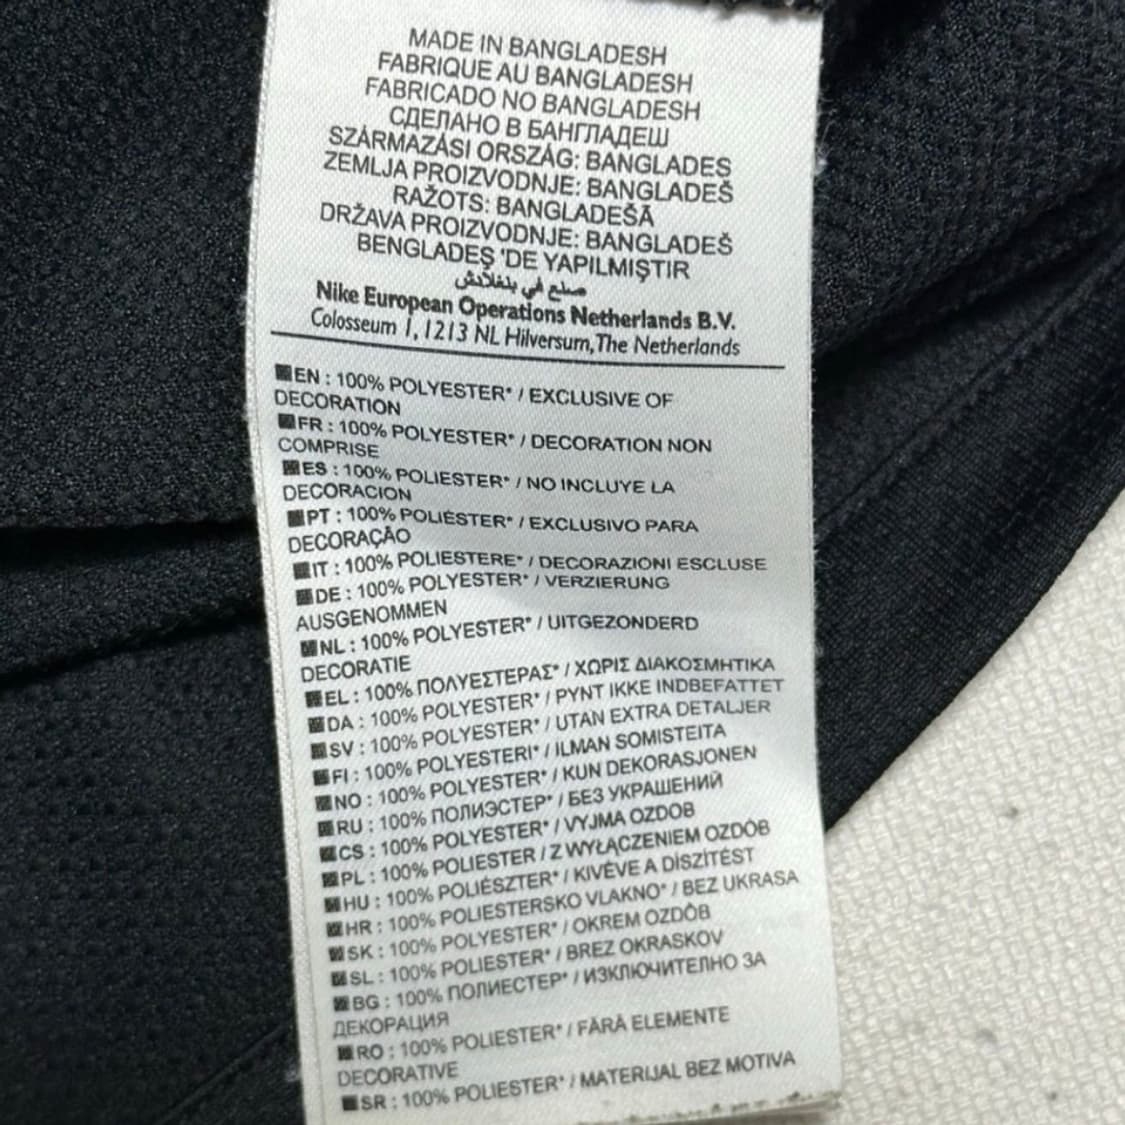 MADE IN BANGLADESH
FABRIQUE AU BANGLADESH
FABRICADO NO BANGLADESH
СДЕЛАНО В БАНГЛАДЕШ
SZÁRMAZÁSI ORSZÁG: BANGLADES
ZEMLJA PROIZVODNJE: BANGLADEŠ
RAŽOTS: BANGLADEŠĀ
DRŽAVA PROIZVODNJE: BANGLADEŠ
BENGLADEŞ 'DE YAPILMIŞTIR
صنع في بنغلادش
Nike European Operations Netherlands B.V.
Colosseum 1, 1213 NL Hilversum, The Netherlands
EN : 100% POLYESTER* / EXCLUSIVE OF
DECORATION
FR : 100% POLYESTER* / DECORATION NON
COMPRISE
ES : 100% POLIESTER* / NO INCLUYE LA
DECORACION
PT : 100% POLIÉSTER* / EXCLUSIVO PARA
DECORAÇÃO
IT : 100% POLIESTERE* / DECORAZIONI ESCLUSE
DE : 100% POLYESTER* / VERZIERUNG
AUSGENOMMEN
NL : 100% POLYESTER* / UITGEZONDERD
DECORATIE
EL : 100% ΠΟΛΥΕΣΤΕΡΑΣ* / ΧΩΡΙΣ ΔΙΑΚΟΣΜΗΤΙΚΑ
DA : 100% POLYESTER* / PYNT IKKE INDBEFATTET
SV : 100% POLYESTER* / UTAN EXTRA DETALJER
FI : 100% POLYESTERI* / ILMAN SOMISTEITA
NO : 100% POLYESTER* / KUN DEKORASJONEN
RU : 100% ПОЛИЭСТЕР* / БЕЗ УКРАШЕНИЙ
CS : 100% POLYESTER* / VYJMA OZDOB
PL : 100% POLIESTER / Z WYŁĄCZENIEM OZDÓB
HU : 100% POLIÉSZTER* / KIVÉVE A DÍSZÍTÉST
HR : 100% POLIESTERSKO VLAKNO* / BEZ UKRASA
SK : 100% POLYESTER* / OKREM OZDÔB
SL : 100% POLIESTER* / BREZ OKRASKOV
BG : 100% ПОЛИЕСТЕР* / ИЗКЛЮЧИТЕЛНО ЗА
ДЕКОРАЦИЯ
RO : 100% POLIESTER* / FĂRĂ ELEMENTE
DECORATIVE
SR : 100% POLIESTER* / MATERIJAL BEZ MOTIVA